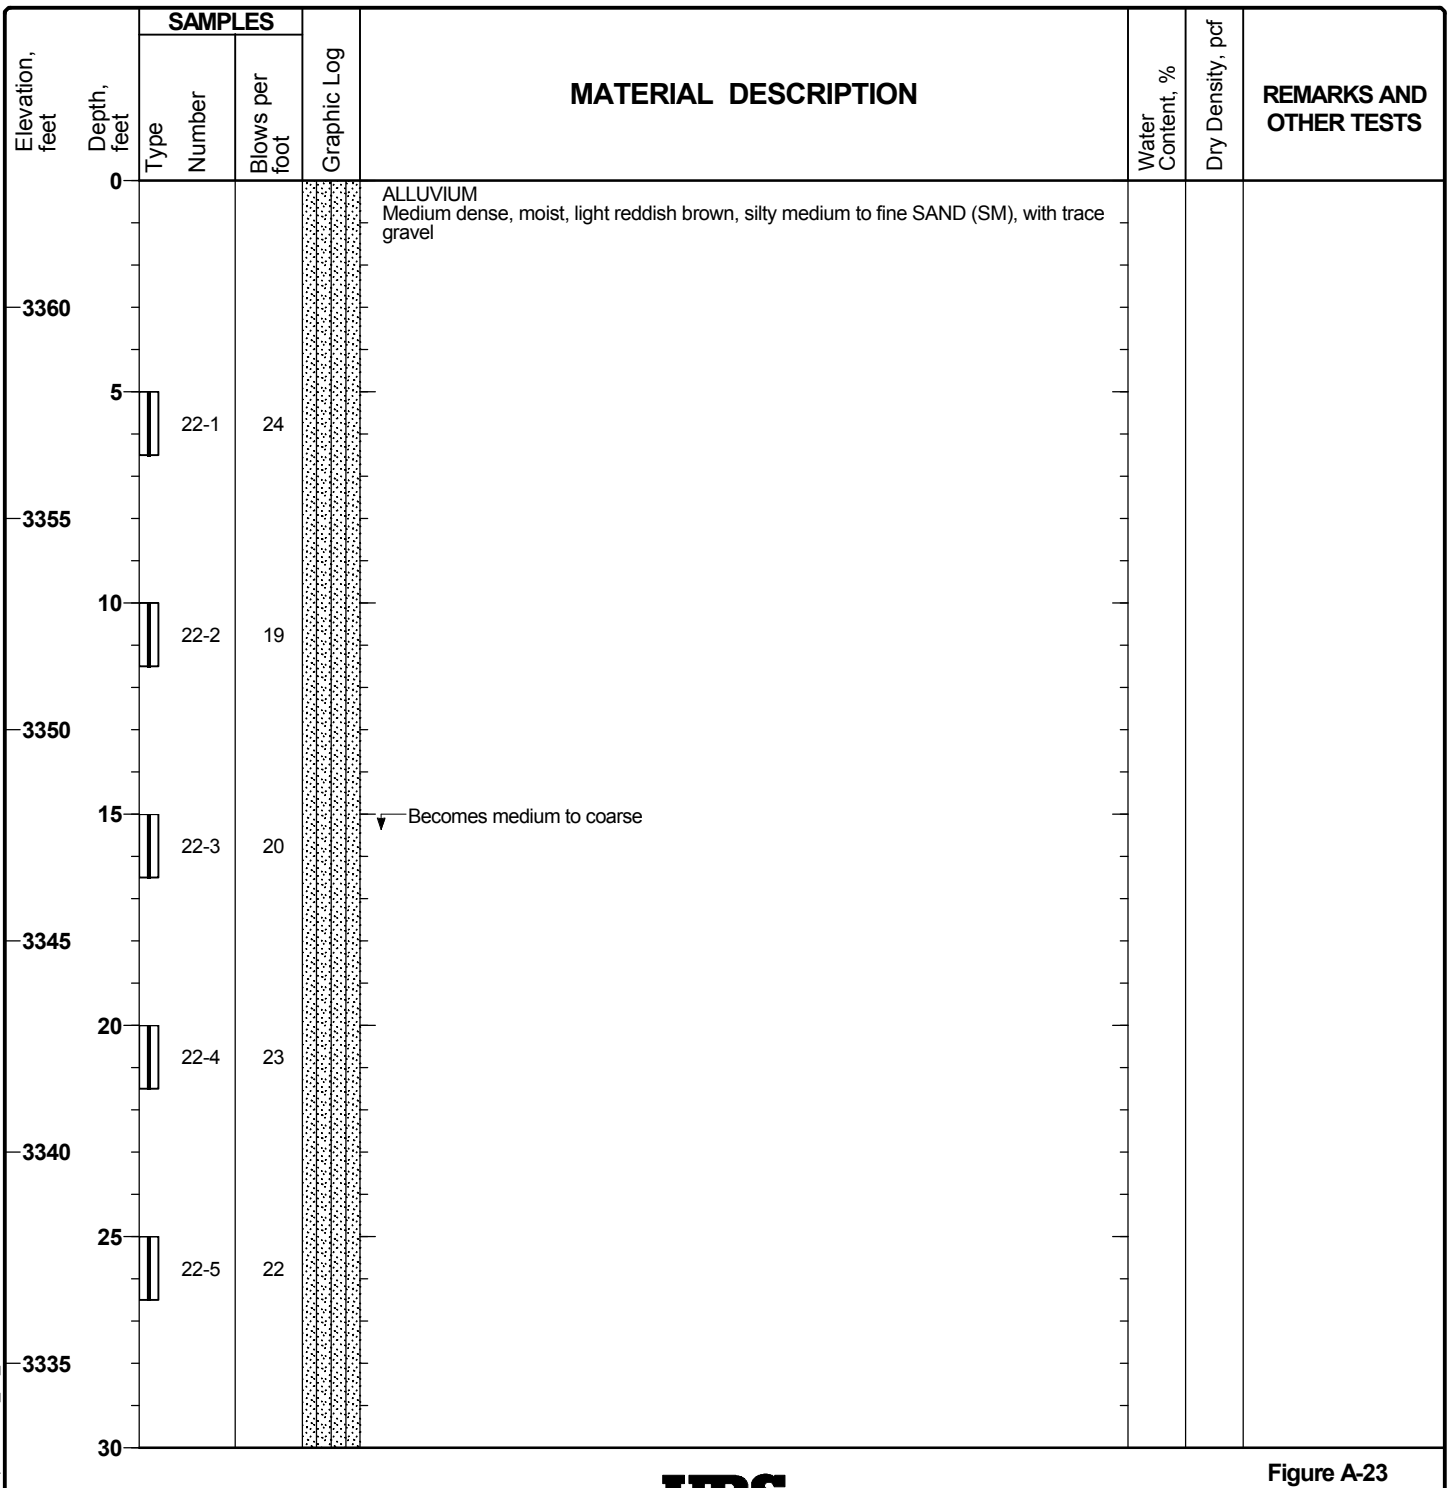 SAMPLES
Elevation,
feet
Depth,
feet
Type
Number
Blows per
foot
Graphic Log
MATERIAL DESCRIPTION
Water
Content, %
Dry Density, pcf
REMARKS AND
OTHER TESTS
0
ALLUVIUM
Medium dense, moist, light reddish brown, silty medium to fine SAND (SM), with trace
gravel
3360
5
22-1 24
3355
10
22-2 19
3350
15
Becomes medium to coarse
22-3 20
3345
20
22-4 23
3340
25
22-5 22
3335
30
Figure A-23
URS